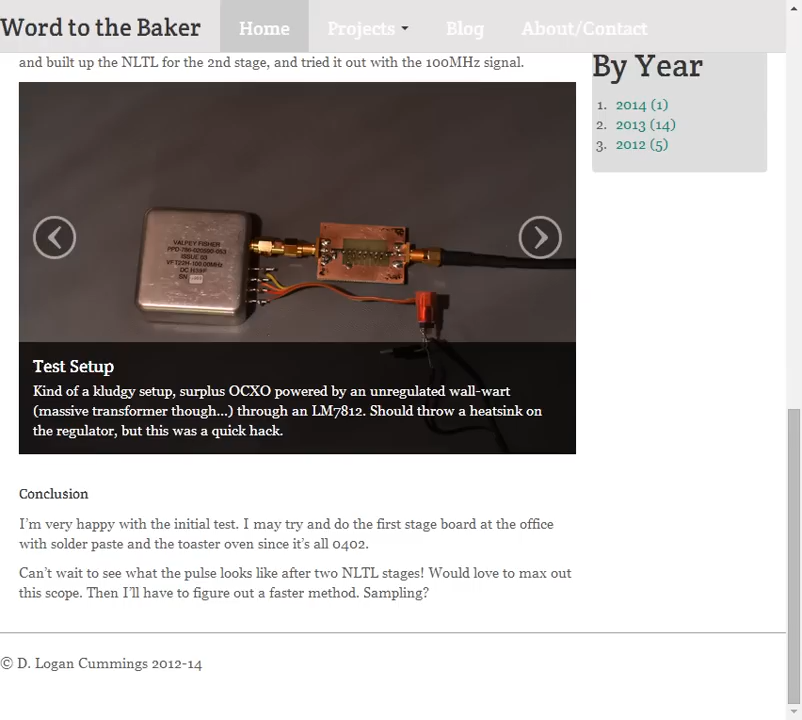 Word to the Baker
Home
Projects
Blog
About/Contact
and built up the NLTL for the 2nd stage, and tried it out with the 100MHz signal.
By Year
1. 2014 (1)
2. 2013 (14)
3. 2012 (5)
VALPEY FISHER
ISSUE 03
Test Setup
Kind of a kludgy setup, surplus OCXO powered by an unregulated wall-wart
(massive transformer though...) through an LM7812. Should throw a heatsink on
the regulator, but this was a quick hack.
Conclusion
I’m very happy with the initial test. I may try and do the first stage board at the office
with solder paste and the toaster oven since it’s all 0402.
Can’t wait to see what the pulse looks like after two NLTL stages! Would love to max out
this scope. Then I’ll have to figure out a faster method. Sampling?
© D. Logan Cummings 2012-14